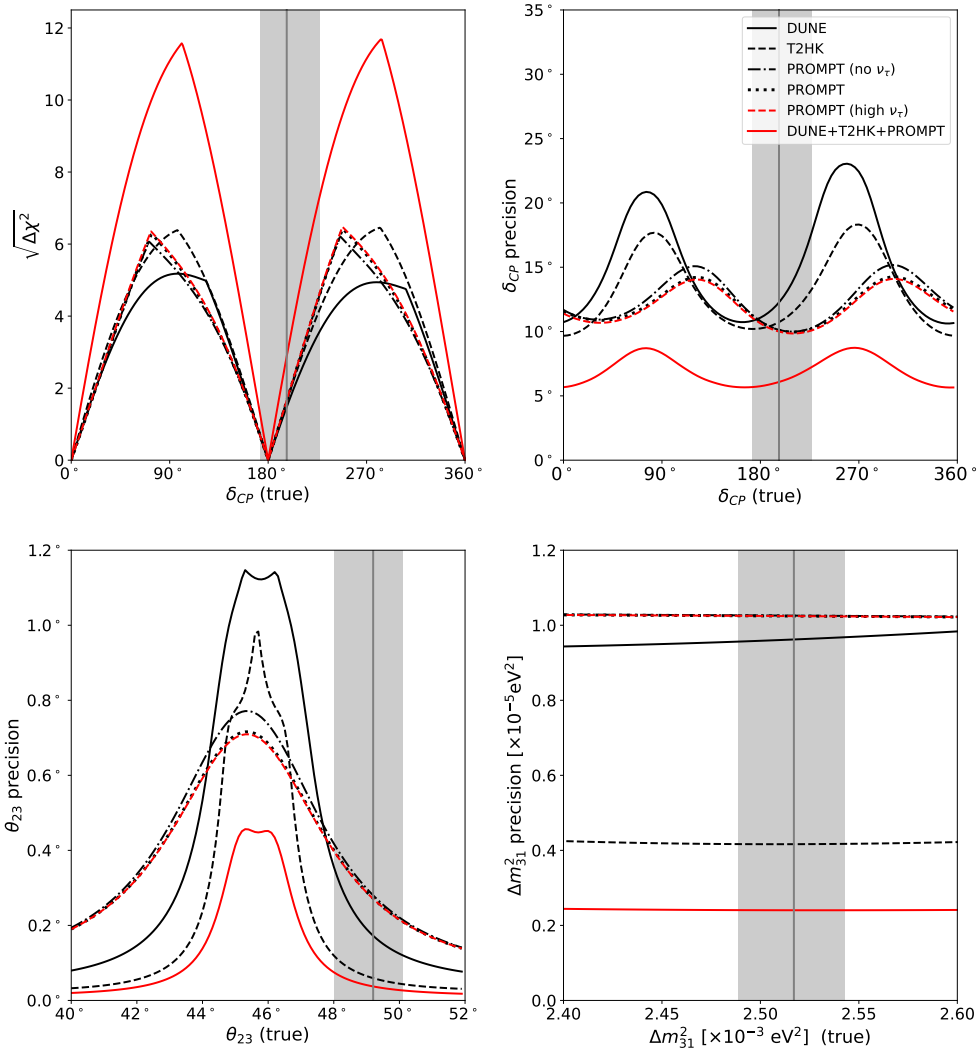 12
10
8
6
4
2
0
√Δχ²
0° 90° 180° 270° 360°
δCP (true)
35°
30°
25°
20°
15°
10°
5°
0°
δCP precision
DUNE
T2HK
PROMPT (no ντ)
PROMPT
PROMPT (high ντ)
DUNE+T2HK+PROMPT
0° 90° 180° 270° 360°
δCP (true)
1.2°
1.0°
0.8°
0.6°
0.4°
0.2°
0.0°
θ23 precision
40° 42° 44° 46° 48° 50° 52°
θ23 (true)
1.2
1.0
0.8
0.6
0.4
0.2
0.0
Δm²31 precision [×10⁻⁵eV²]
2.40 2.45 2.50 2.55 2.60
Δm²31 [×10⁻³ eV²] (true)